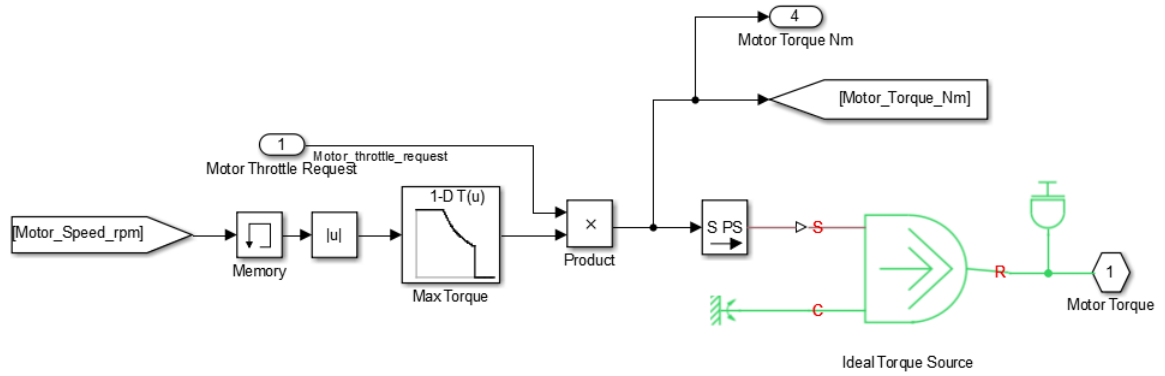 4
Motor Torque Nm
[Motor_Torque_Nm]
1
Motor_throttle_request
Motor Throttle Request
1-D T(u)
[Motor_Speed_rpm]
|u|
×
S PS
S
Memory
Product
R
1
Max Torque
C
Motor Torque
Ideal Torque Source